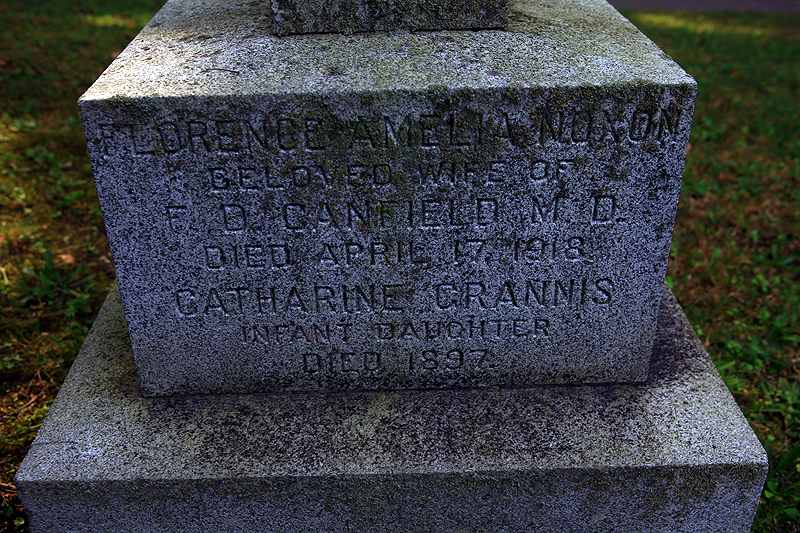 FLORENCE AMELIA NOXON
BELOVED WIFE OF
F. D. CANFIELD M. D.
DIED APRIL 17, 1918.
CATHARINE GRANNIS
INFANT DAUGHTER
DIED 1897.